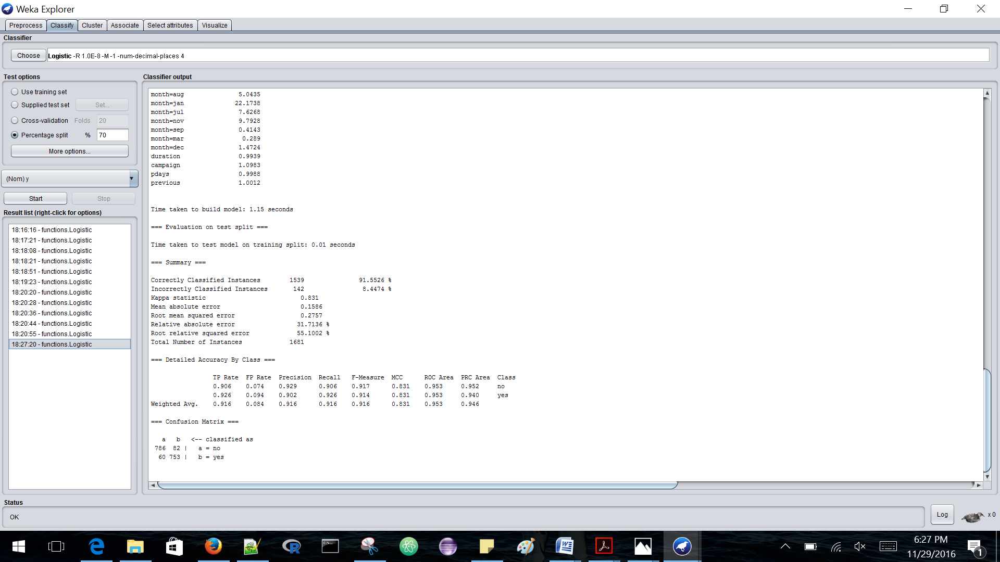 Weka Explorer
Preprocess Classify Cluster Associate Select attributes Visualize
Classifier
Choose Logistic -R 1.0E-8 -M -1 -num-decimal-places 4
Test options
Use training set
Supplied test set Set...
Cross-validation Folds 20
Percentage split % 70
More options...
(Nom) y
Start Stop
Result list (right-click for options)
18:16:16 - functions.Logistic
18:17:21 - functions.Logistic
18:18:08 - functions.Logistic
18:18:21 - functions.Logistic
18:18:51 - functions.Logistic
18:19:23 - functions.Logistic
18:20:20 - functions.Logistic
18:20:28 - functions.Logistic
18:20:36 - functions.Logistic
18:20:44 - functions.Logistic
18:20:55 - functions.Logistic
18:27:20 - functions.Logistic
Classifier output
month=aug 5.0435
month=jan 22.1738
month=jul 7.6268
month=nov 9.7928
month=sep 0.4143
month=mar 0.289
month=dec 1.4724
duration 0.9939
campaign 1.0983
pdays 0.9988
previous 1.0012
Time taken to build model: 1.15 seconds
=== Evaluation on test split ===
Time taken to test model on training split: 0.01 seconds
=== Summary ===
Correctly Classified Instances 1539 91.5526 %
Incorrectly Classified Instances 142 8.4474 %
Kappa statistic 0.831
Mean absolute error 0.1586
Root mean squared error 0.2757
Relative absolute error 31.7136 %
Root relative squared error 55.1002 %
Total Number of Instances 1681
=== Detailed Accuracy By Class ===
TP Rate FP Rate Precision Recall F-Measure MCC ROC Area PRC Area Class
0.906 0.074 0.929 0.906 0.917 0.831 0.953 0.952 no
0.926 0.094 0.902 0.926 0.914 0.831 0.953 0.940 yes
Weighted Avg. 0.916 0.084 0.916 0.916 0.916 0.831 0.953 0.946
=== Confusion Matrix ===
a b <-- classified as
786 82 | a = no
60 753 | b = yes
Status
OK
Log
x 0
6:27 PM
11/29/2016
1